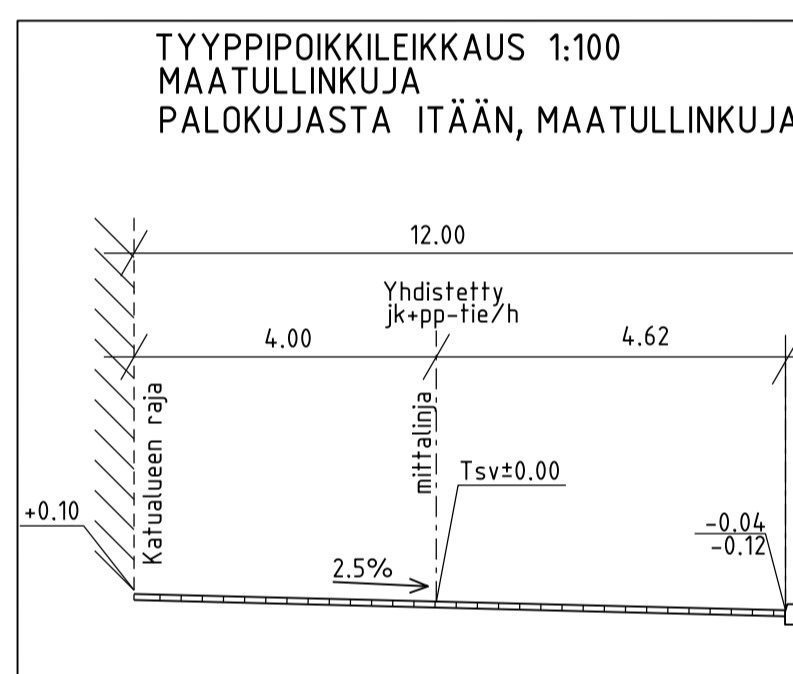 TYYPPIPOIKKILEIKKAUS 1:100
MAATULLINKUJA
PALOKUJASTA ITÄÄN, MAATULLINKUJA
12.00
Yhdistetty
jk+pp-tie/h
4.00
4.62
Katualueen raja
mittalinja
Tsv±0.00
+0.10
-0.04
-0.12
2.5%